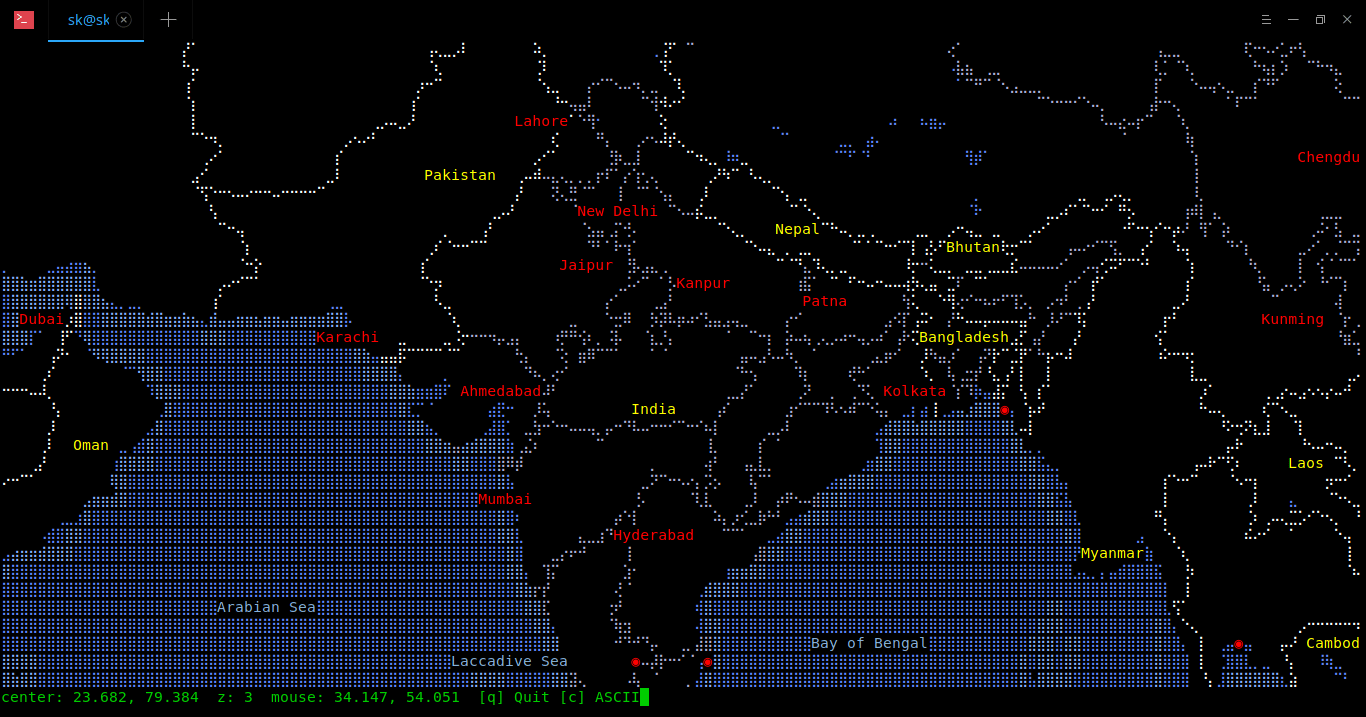 sk@sk
Lahore
Chengdu
Pakistan
New Delhi
Nepal
Bhutan
Jaipur
Kanpur
Patna
Dubai
Kunming
Karachi
Bangladesh
Ahmedabad
Kolkata
India
Oman
Laos
Mumbai
Hyderabad
Myanmar
Arabian Sea
Bay of Bengal
Cambod
Laccadive Sea
center: 23.682, 79.384 z: 3 mouse: 34.147, 54.051 [q] Quit [c] ASCII